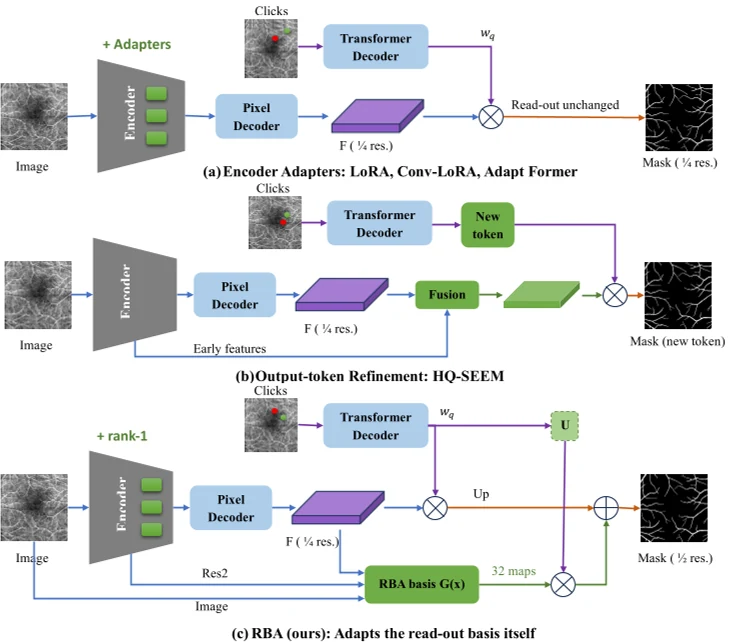 Clicks
+ Adapters
Transformer
Decoder
w_q
Encoder
Pixel
Decoder
Read-out unchanged
F ( ¼ res.)
Image
Mask ( ¼ res.)
(a) Encoder Adapters: LoRA, Conv-LoRA, Adapt Former
Clicks
Transformer
Decoder
New
token
Encoder
Pixel
Decoder
Fusion
F ( ¼ res.)
Image
Early features
Mask (new token)
(b) Output-token Refinement: HQ-SEEM
Clicks
+ rank-1
Transformer
Decoder
w_q
U
Encoder
Pixel
Decoder
Up
F ( ¼ res.)
Image
Res2
RBA basis G(x)
32 maps
Mask ( ½ res.)
Image
(c) RBA (ours): Adapts the read-out basis itself